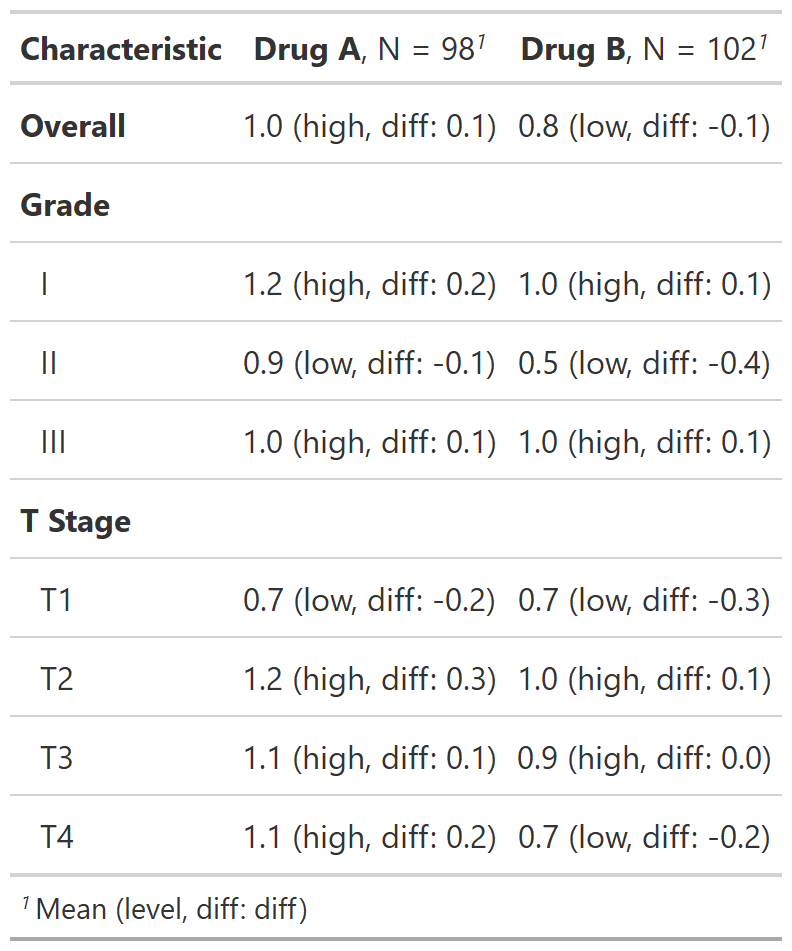 Characteristic Drug A, N = 98¹ Drug B, N = 102¹
Overall 1.0 (high, diff: 0.1) 0.8 (low, diff: -0.1)
Grade
I 1.2 (high, diff: 0.2) 1.0 (high, diff: 0.1)
II 0.9 (low, diff: -0.1) 0.5 (low, diff: -0.4)
III 1.0 (high, diff: 0.1) 1.0 (high, diff: 0.1)
T Stage
T1 0.7 (low, diff: -0.2) 0.7 (low, diff: -0.3)
T2 1.2 (high, diff: 0.3) 1.0 (high, diff: 0.1)
T3 1.1 (high, diff: 0.1) 0.9 (high, diff: 0.0)
T4 1.1 (high, diff: 0.2) 0.7 (low, diff: -0.2)
¹ Mean (level, diff: diff)